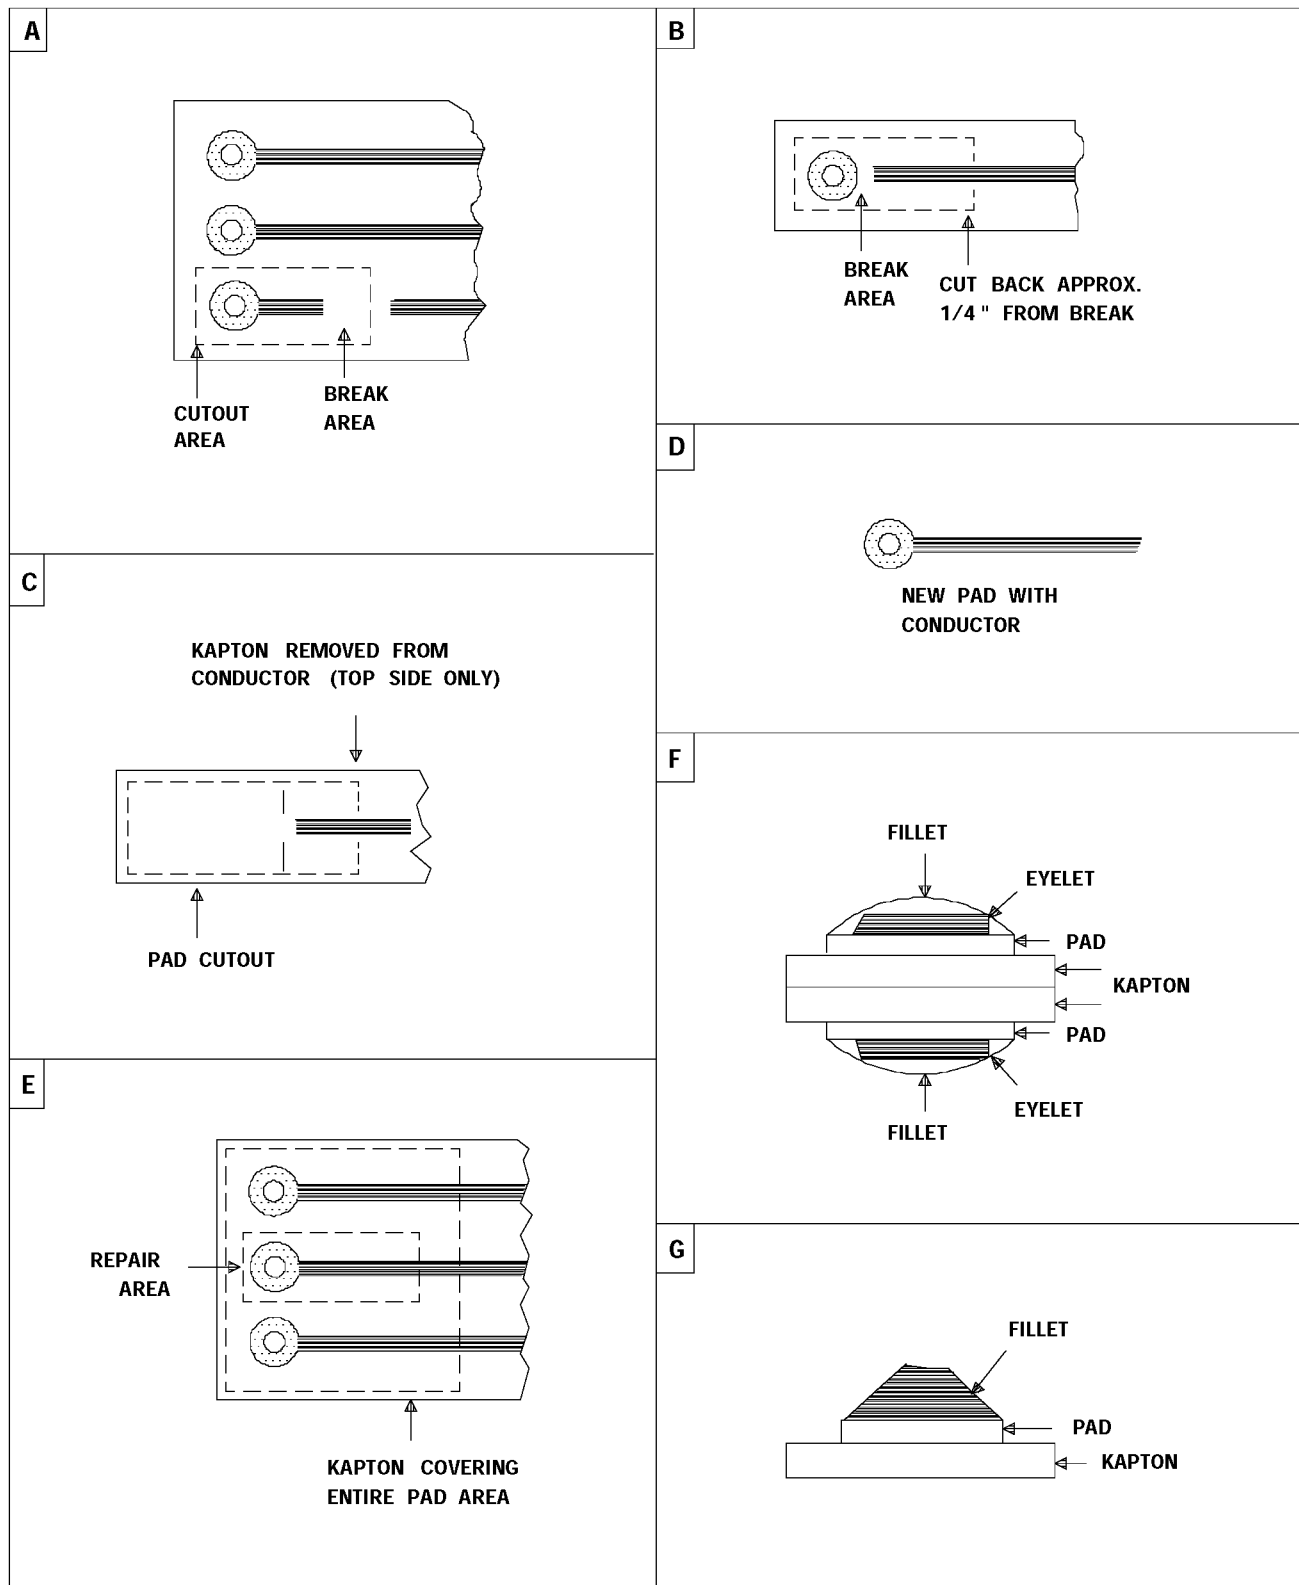 A
CUTOUT
AREA
BREAK
AREA
B
BREAK
AREA
CUT BACK APPROX.
1/4" FROM BREAK
C
KAPTON REMOVED FROM
CONDUCTOR (TOP SIDE ONLY)
PAD CUTOUT
D
NEW PAD WITH
CONDUCTOR
E
REPAIR
AREA
KAPTON COVERING
ENTIRE PAD AREA
F
FILLET
EYELET
PAD
KAPTON
PAD
EYELET
FILLET
G
FILLET
PAD
KAPTON